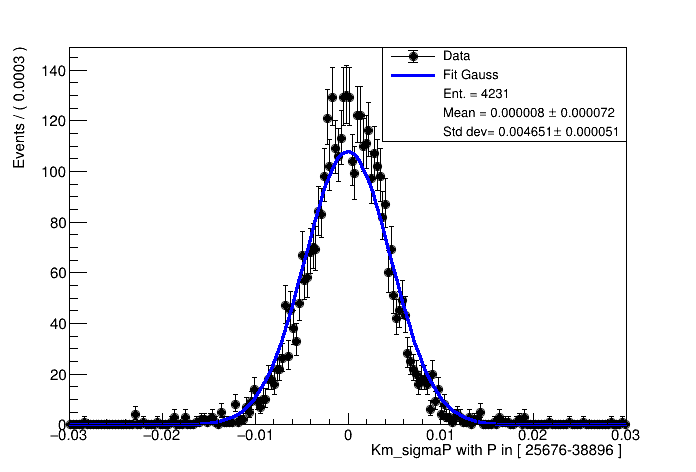 Events / ( 0.0003 )
140
120
100
80
60
40
20
0
Data
Fit Gauss
Ent. = 4231
Mean = 0.000008 ± 0.000072
Std dev= 0.004651± 0.000051
−0.03 −0.02 −0.01 0 0.01 0.02 0.03
Km_sigmaP with P in [ 25676-38896 ]